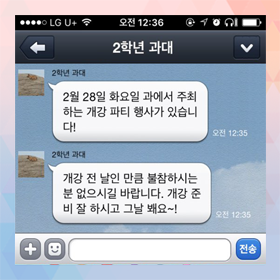 LG U+ 오전 12:36
2학년 과대
2학년 과대
2월 28일 화요일 과에서 주최
하는 개강 파티 행사가 있습니
다!
오전 12:35
2학년 과대
개강 전 날인 만큼 불참하시는
분 없으시길 바랍니다. 개강 준
비 잘 하시고 그날 봬요~!
오전 12:35
전송